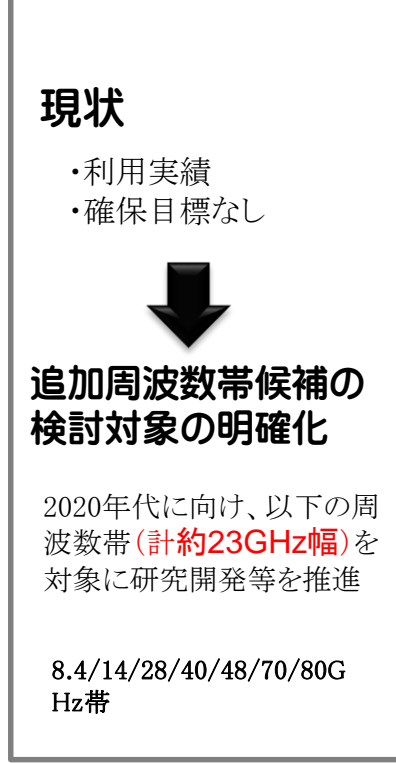 現状
・利用実績
・確保目標なし
追加周波数帯候補の
検討対象の明確化
2020年代に向け、以下の周
波数帯(計約23GHz幅)を
対象に研究開発等を推進
8.4/14/28/40/48/70/80G
Hz帯